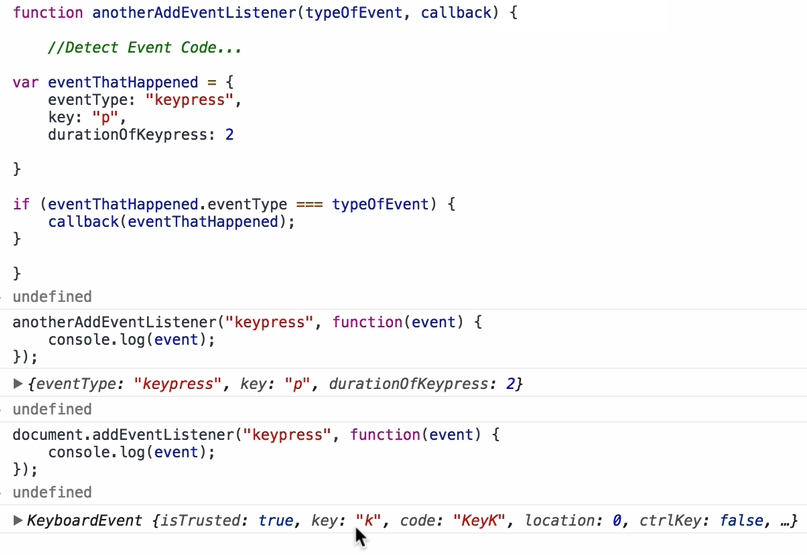 function anotherAddEventListener(typeOfEvent, callback) {
//Detect Event Code...
var eventThatHappened = {
eventType: "keypress",
key: "p",
durationOfKeypress: 2
}
if (eventThatHappened.eventType === typeOfEvent) {
callback(eventThatHappened);
}
}
undefined
anotherAddEventListener("keypress", function(event) {
console.log(event);
});
{eventType: "keypress", key: "p", durationOfKeypress: 2}
undefined
document.addEventListener("keypress", function(event) {
console.log(event);
});
undefined
KeyboardEvent {isTrusted: true, key: "k", code: "KeyK", location: 0, ctrlKey: false, …}